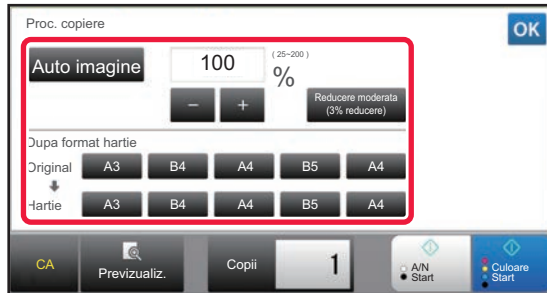 Proc. copiere
OK
Auto imagine
100
(25~200)
%
− +
Reducere moderata
(3% reducere)
Dupa format hartie
Original A3 B4 A4 B5 A4
Hartie A3 B4 A4 B5 A4
CA
Previzualiz.
Copii 1
A/N
Start
Culoare
Start